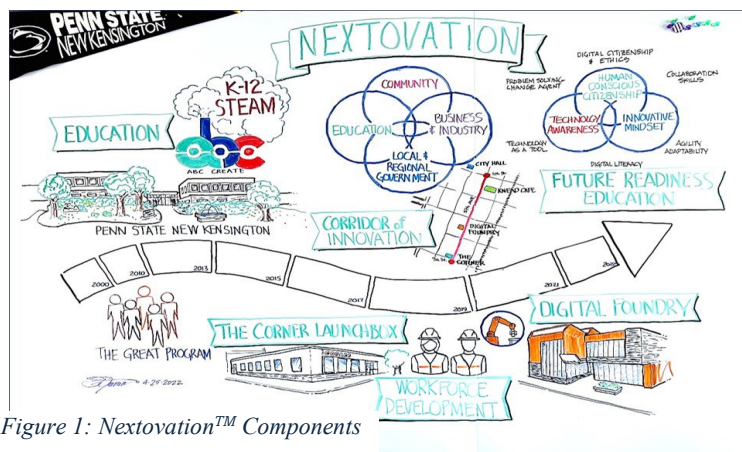 PENN STATE
NEW KENSINGTON
NEXTOVATION
K-12
STEAM
abc
ABC CREATE
EDUCATION
PENN STATE NEW KENSINGTON
COMMUNITY
EDUCATION
BUSINESS
& INDUSTRY
LOCAL &
REGIONAL
GOVERNMENT
DIGITAL CITIZENSHIP
& ETHICS
PROBLEM SOLVING
CHANGE AGENT
COLLABORATION
SKILLS
HUMAN
CONSCIOUS
CITIZENSHIP
TECHNOLOGY
AWARENESS
INNOVATIVE
MINDSET
TECHNOLOGY
AS A TOOL
AGILITY
ADAPTABILITY
DIGITAL LITERACY
FUTURE READINESS
EDUCATION
CORRIDOR of
INNOVATION
CITY HALL
KNEAD CAFE
5TH AVE
DIGITAL
FOUNDRY
THE
CORNER
2000
2010
2013
2015
2017
2019
2021
THE GREAT PROGRAM
4-25-2022
THE CORNER LAUNCHBOX
WORKFORCE
DEVELOPMENT
DIGITAL FOUNDRY
Figure 1: Nextovation™ Components